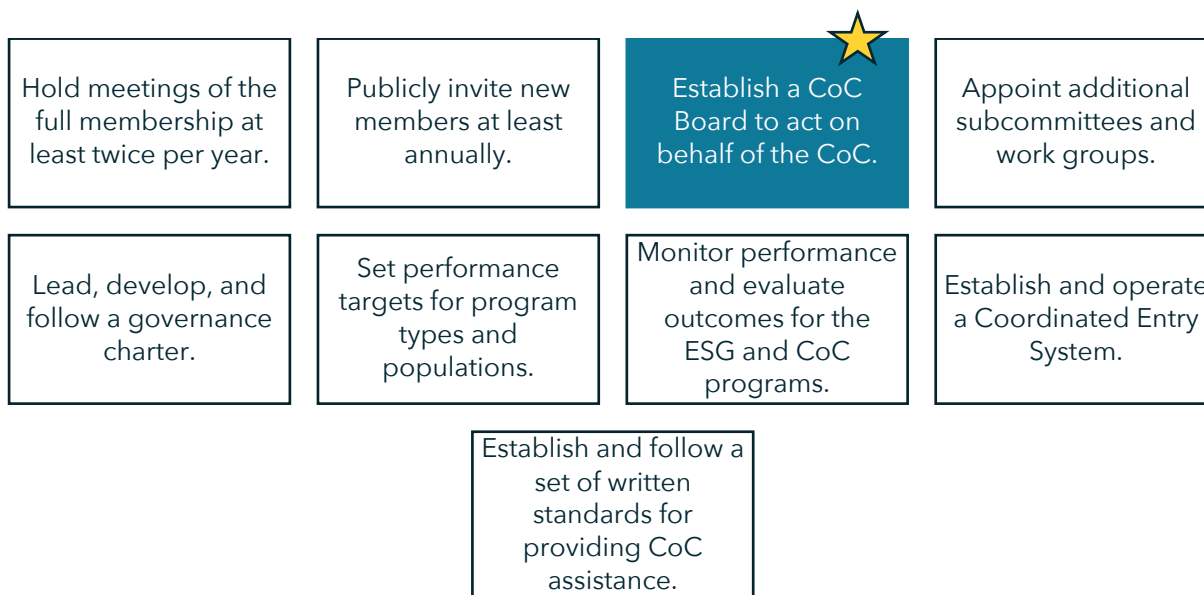 Hold meetings of the
full membership at
least twice per year.
Publicly invite new
members at least
annually.
Establish a CoC
Board to act on
behalf of the CoC.
Appoint additional
subcommittees and
work groups.
Lead, develop, and
follow a governance
charter.
Set performance
targets for program
types and
populations.
Monitor performance
and evaluate
outcomes for the
ESG and CoC
programs.
Establish and operate
a Coordinated Entry
System.
Establish and follow a
set of written
standards for
providing CoC
assistance.